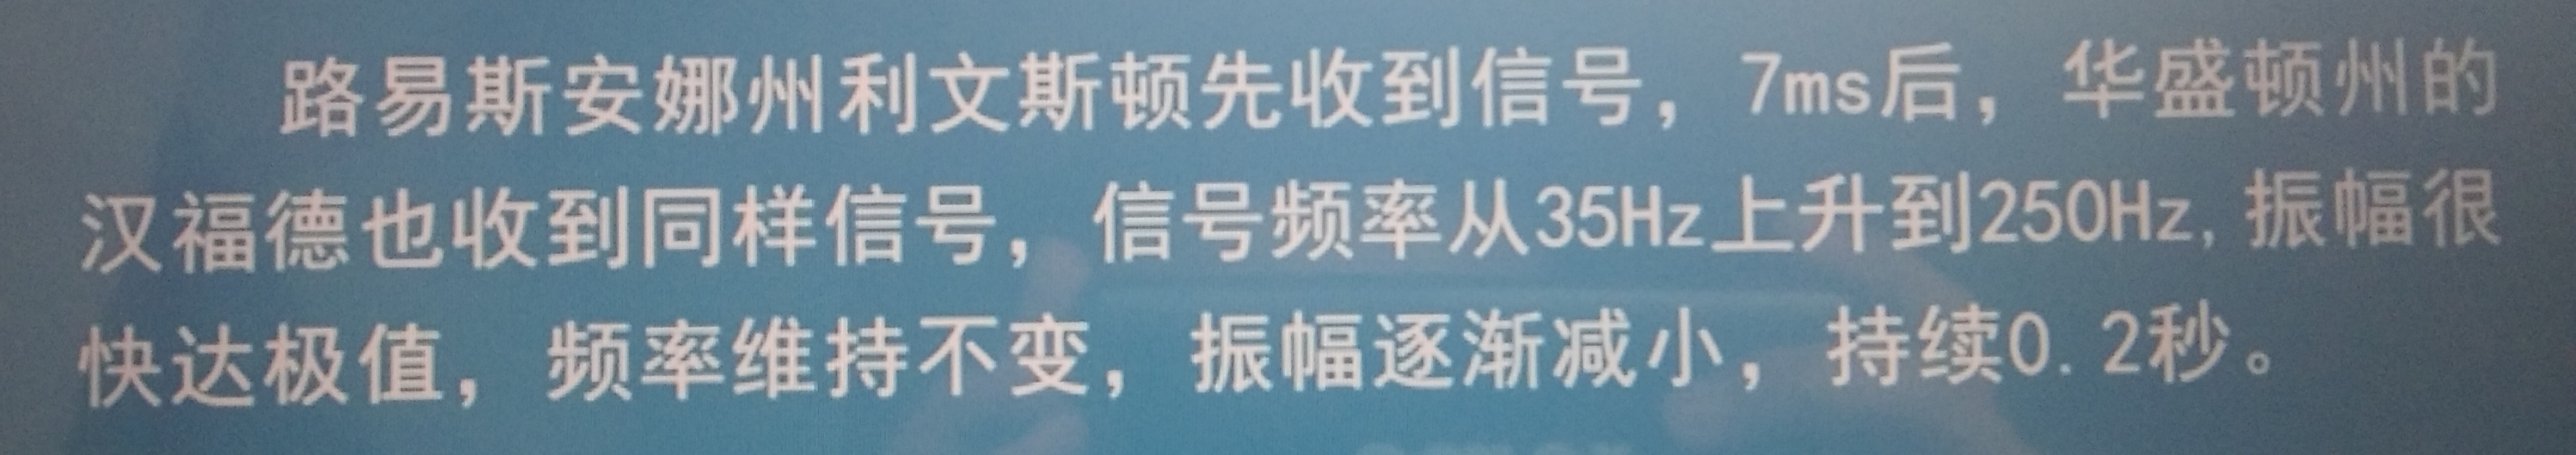 路易斯安娜州利文斯顿先收到信号，7ms后，华盛顿州的
汉福德也收到同样信号，信号频率从35Hz上升到250Hz,振幅很
快达极值，频率维持不变，振幅逐渐减小，持续0.2秒。